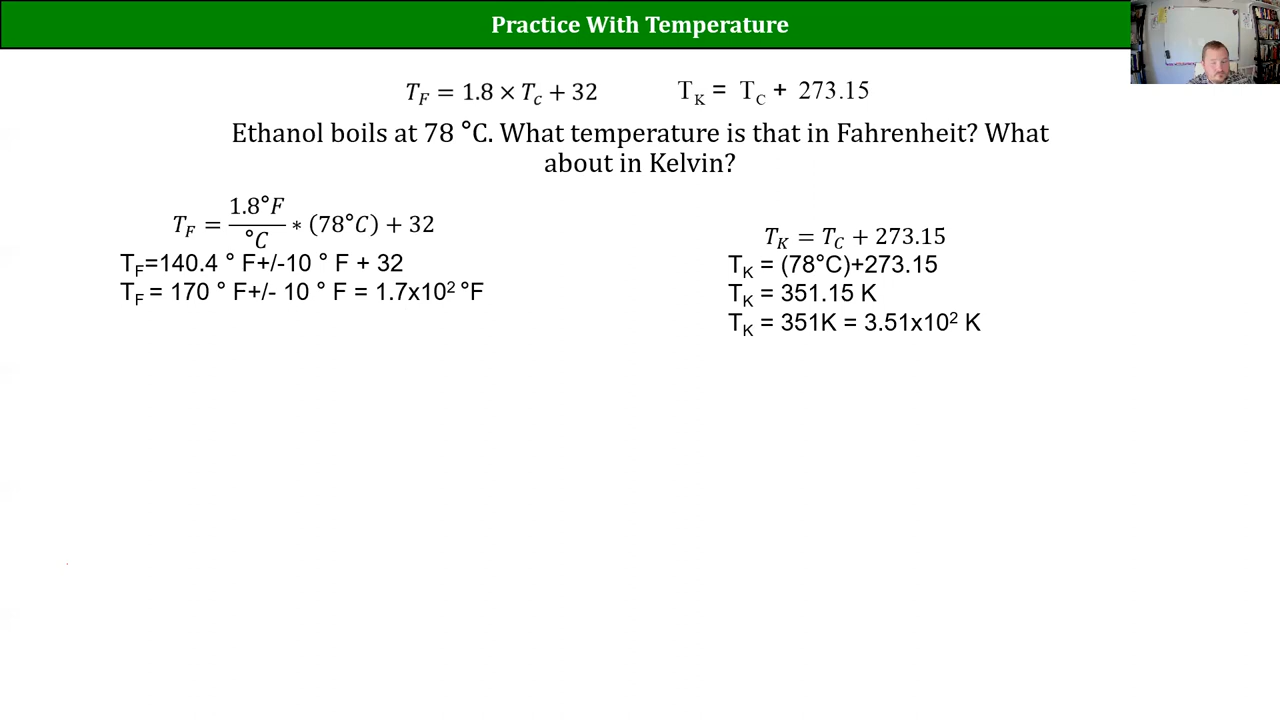 Practice With Temperature
T_F = 1.8 × T_c + 32
T_K = T_C + 273.15
Ethanol boils at 78 °C. What temperature is that in Fahrenheit? What
about in Kelvin?
T_F = 1.8°F/°C * (78°C) + 32
T_F=140.4 ° F+/-10 ° F + 32
T_F = 170 ° F+/- 10 ° F = 1.7x10² °F
T_K = T_C + 273.15
T_K = (78°C)+273.15
T_K = 351.15 K
T_K = 351K = 3.51x10² K